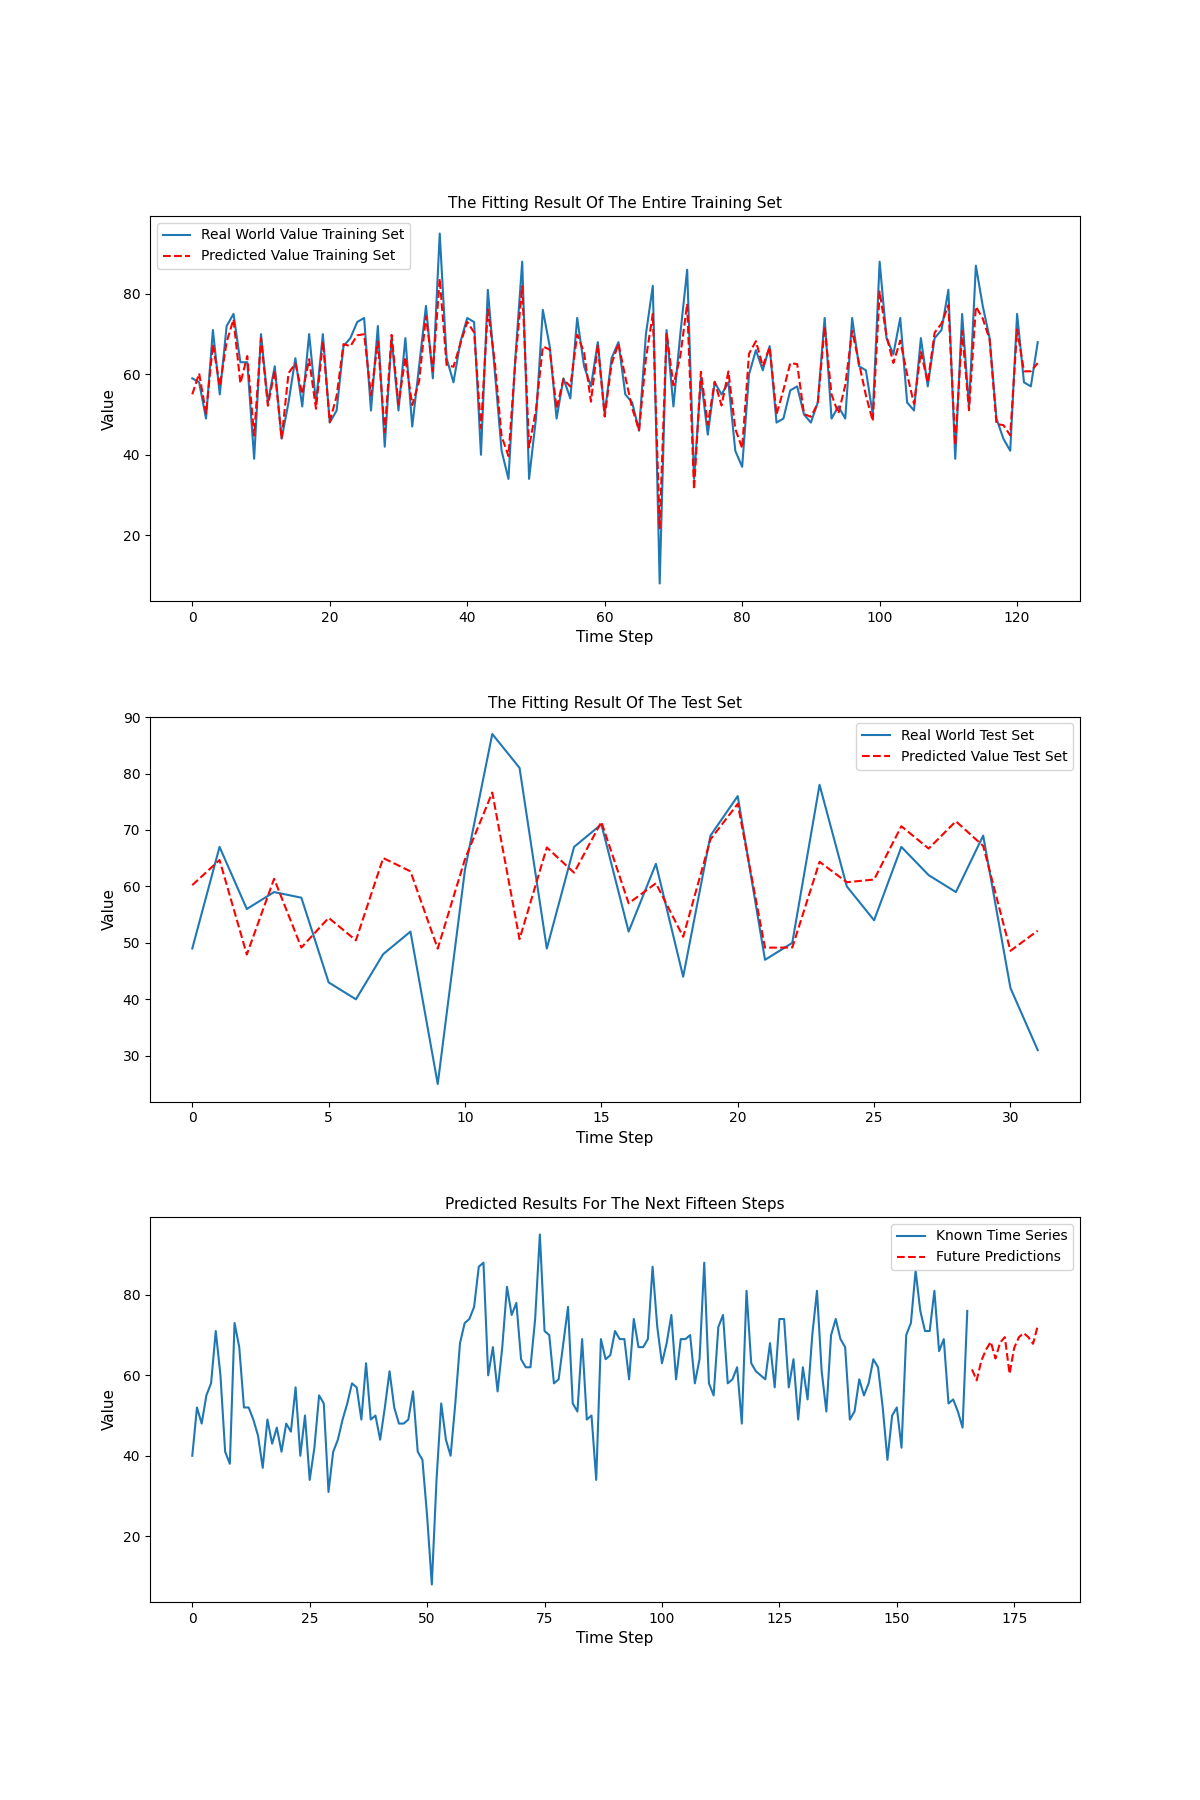 The Fitting Result Of The Entire Training Set
Real World Value Training Set
Predicted Value Training Set
Value
80
60
40
20
0 20 40 60 80 100 120
Time Step
The Fitting Result Of The Test Set
Real World Test Set
Predicted Value Test Set
Value
90
80
70
60
50
40
30
0 5 10 15 20 25 30
Time Step
Predicted Results For The Next Fifteen Steps
Known Time Series
Future Predictions
Value
80
60
40
20
0 25 50 75 100 125 150 175
Time Step